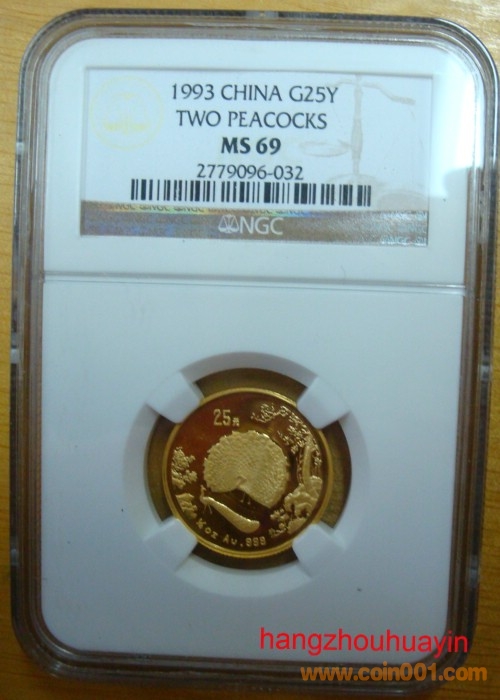 1993 CHINA G25Y
TWO PEACOCKS
MS 69
2779096-032
NGC
25元
¼oz Au .999
hangzhouhuayin
www.coin001.com